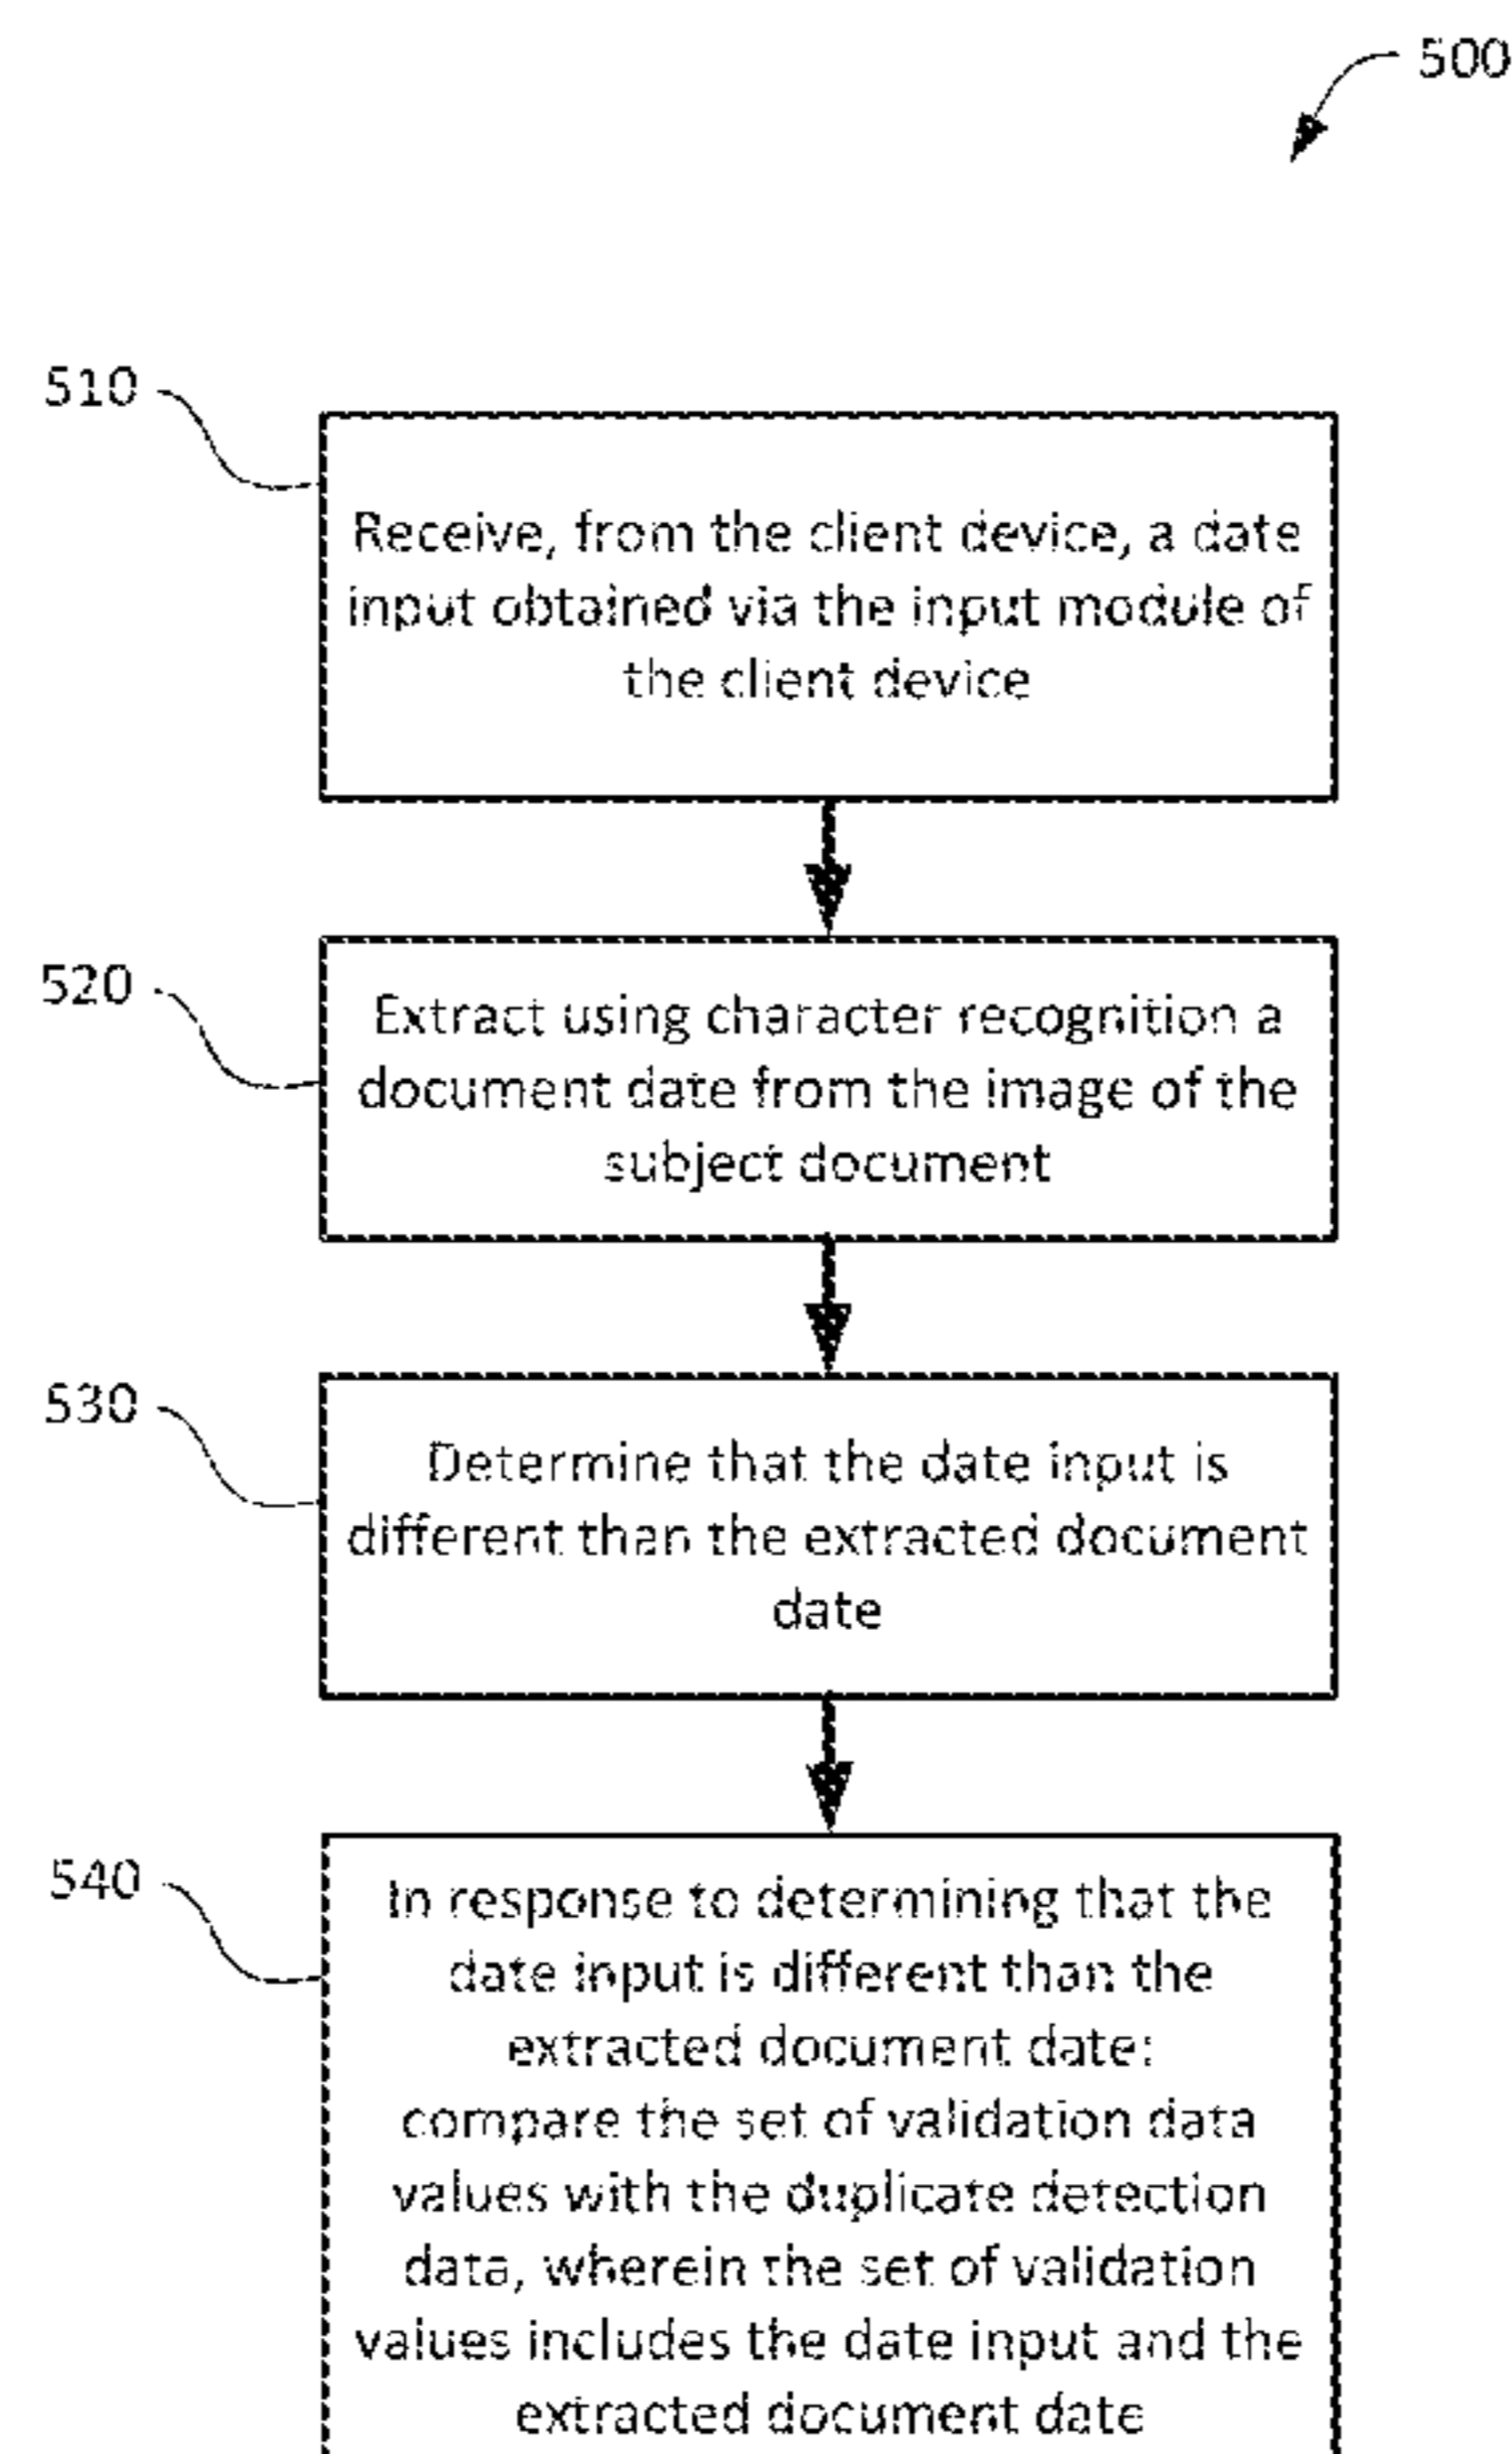 500
510
Receive, from the client device, a date
input obtained via the input module of
the client device
520
Extract using character recognition a
document date from the image of the
subject document
530
Determine that the date input is
different than the extracted document
date
540
In response to determining that the
date input is different than the
extracted document date:
compare the set of validation data
values with the duplicate detection
data, wherein the set of validation
values includes the date input and the
extracted document date